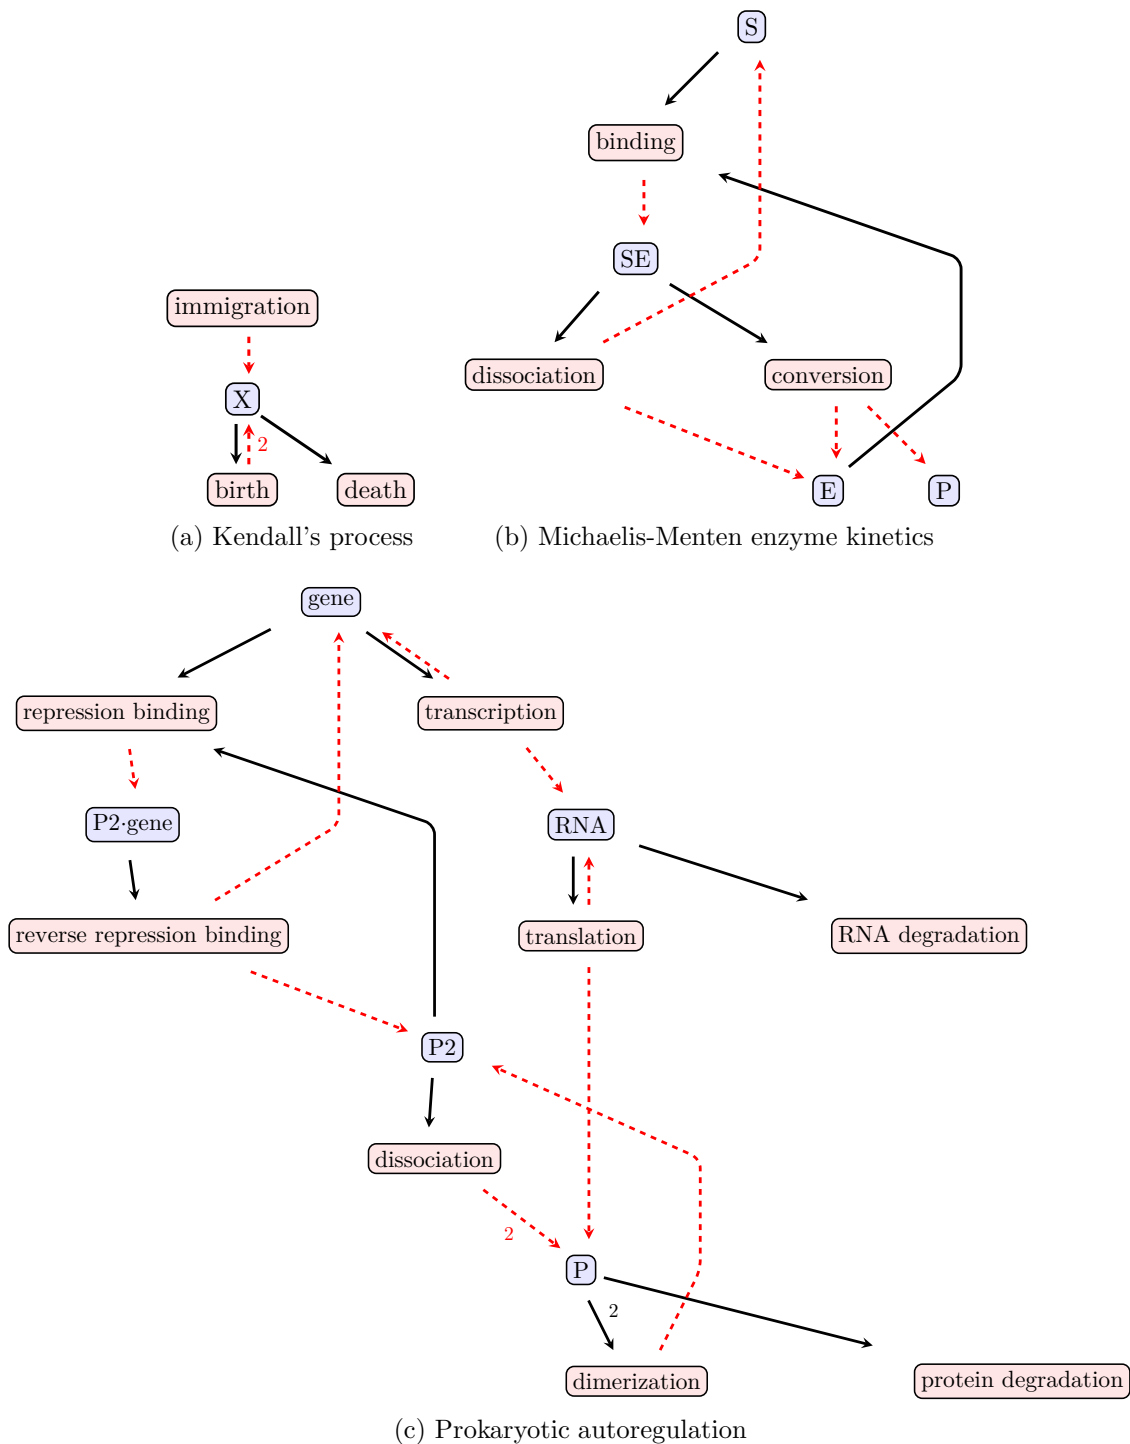 S
binding
SE
immigration
dissociation
conversion
X
2
birth
death
E
P
(a) Kendall's process
(b) Michaelis-Menten enzyme kinetics
gene
repression binding
transcription
P2·gene
RNA
reverse repression binding
translation
RNA degradation
P2
dissociation
2
P
2
dimerization
protein degradation
(c) Prokaryotic autoregulation